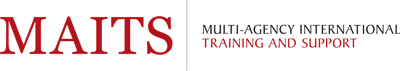 MAITS
MULTI-AGENCY INTERNATIONAL
TRAINING AND SUPPORT